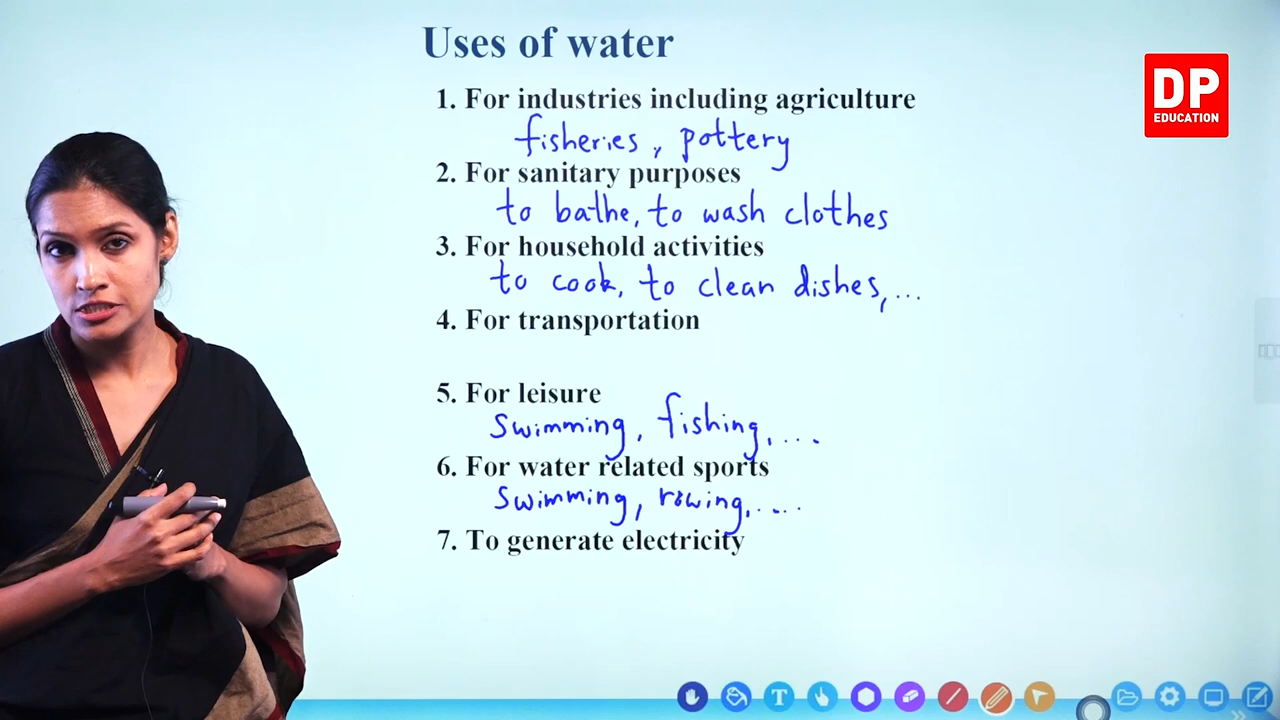 Uses of water
DP
EDUCATION
1. For industries including agriculture
fisheries, pottery
2. For sanitary purposes
to bathe, to wash clothes
3. For household activities
to cook, to clean dishes, ...
4. For transportation
5. For leisure
Swimming, fishing, ...
6. For water related sports
Swimming, rowing, ....
7. To generate electricity